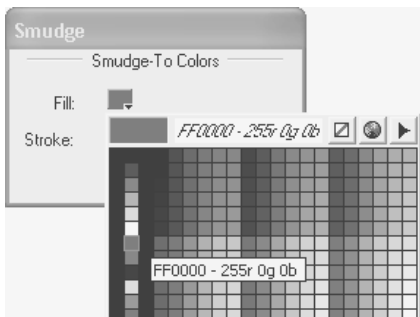 Smudge
Smudge-To Colors
Fill:
FF0000 - 255r 0g 0b
Stroke:
FF0000 - 255r 0g 0b